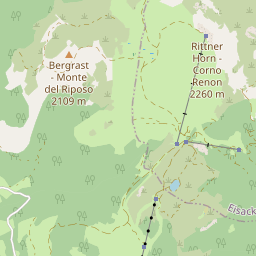 Bergrast
- Monte
del Riposo
2109 m
Rittner
Horn -
Corno
Renon
2260 m
Eisack